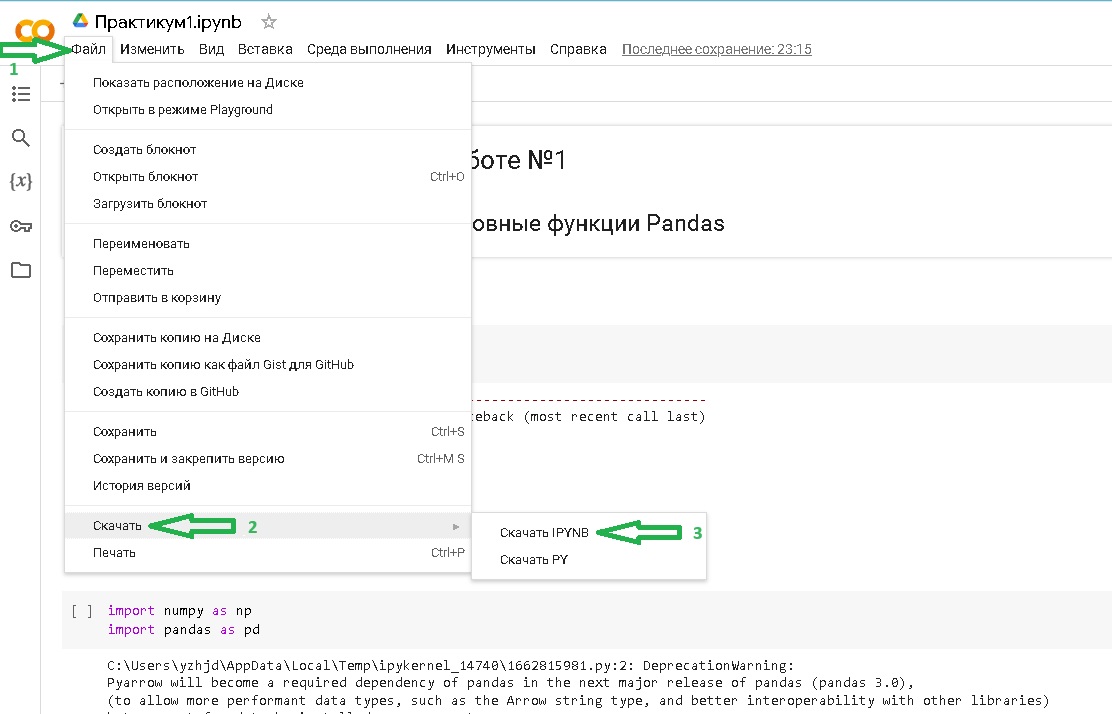 Практикум1.ipynb
Файл Изменить Вид Вставка Среда выполнения Инструменты Справка Последнее сохранение: 23:15
1
Показать расположение на Диске
Открыть в режиме Playground
Создать блокнот
боте №1
Открыть блокнот Ctrl+O
{x}
Загрузить блокнот
овные функции Pandas
Переименовать
Переместить
Отправить в корзину
Сохранить копию на Диске
Сохранить копию как файл Gist для GitHub
Создать копию в GitHub
---------------------------
eback (most recent call last)
Сохранить Ctrl+S
Сохранить и закрепить версию Ctrl+M S
История версий
Скачать 2
Скачать IPYNB 3
Печать Ctrl+P
Скачать PY
[ ] import numpy as np
import pandas as pd
C:\Users\yzhjd\AppData\Local\Temp\ipykernel_14740\1662815981.py:2: DeprecationWarning:
Pyarrow will become a required dependency of pandas in the next major release of pandas (pandas 3.0),
(to allow more performant data types, such as the Arrow string type, and better interoperability with other libraries)